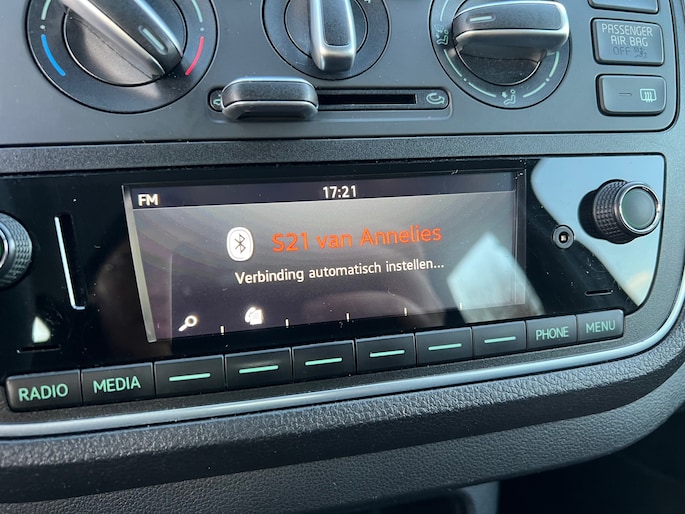 PASSENGER
AIR BAG
OFF
FM
17:21
S21 van Annelies
Verbinding automatisch instellen...
RADIO
MEDIA
PHONE
MENU